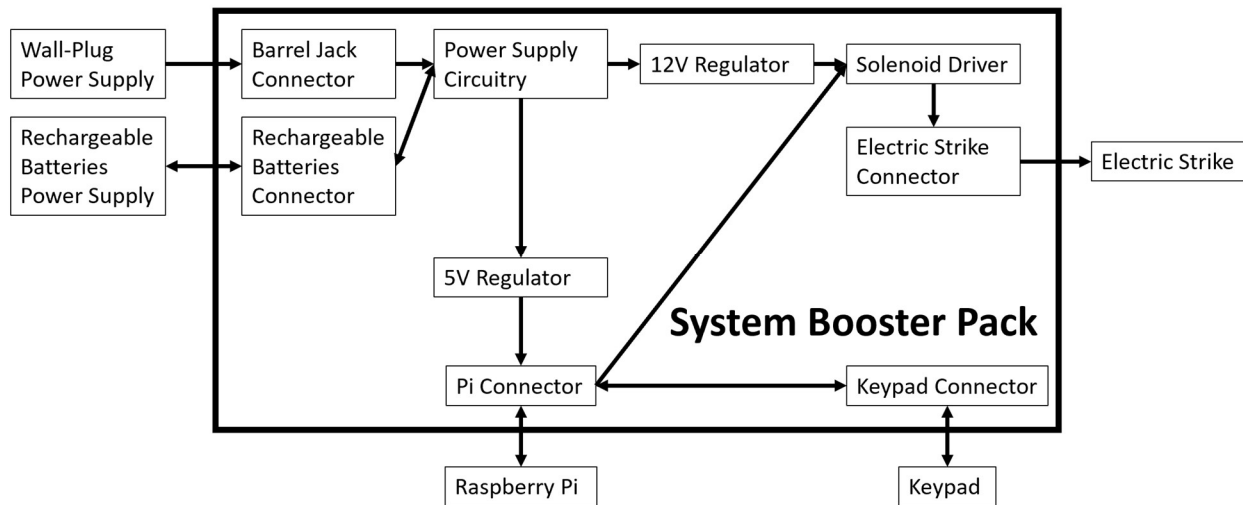 Wall-Plug
Power Supply
Barrel Jack
Connector
Power Supply
Circuitry
12V Regulator
Solenoid Driver
Rechargeable
Batteries
Power Supply
Rechargeable
Batteries
Connector
Electric Strike
Connector
Electric Strike
5V Regulator
System Booster Pack
Pi Connector
Keypad Connector
Raspberry Pi
Keypad